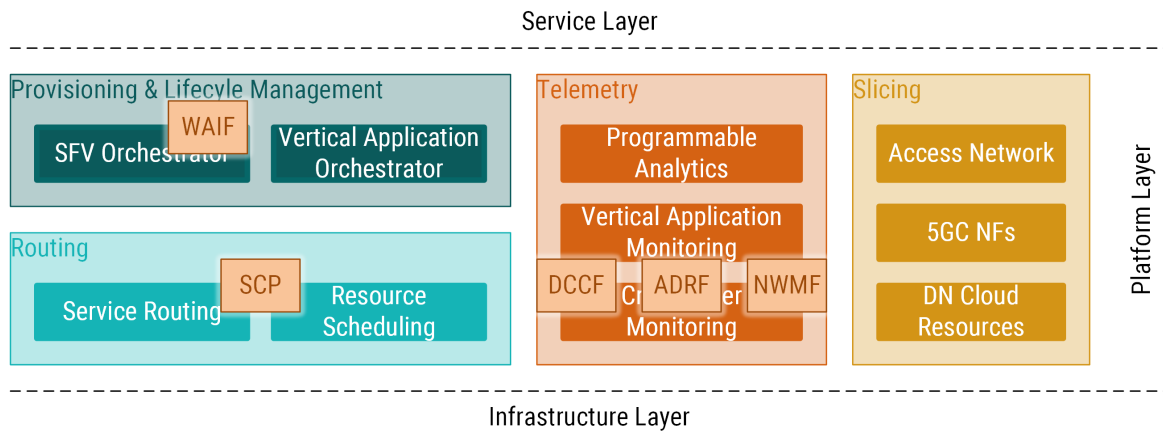 Service Layer
Provisioning & Lifecyle Management
WAIF
SFV Orchestrator
Vertical Application
Orchestrator
Routing
SCP
Service Routing
Resource
Scheduling
Telemetry
Programmable
Analytics
Vertical Application
Monitoring
DCCF
ADRF
NWMF
Monitoring
Slicing
Access Network
5GC NFs
DN Cloud
Resources
Platform Layer
Infrastructure Layer